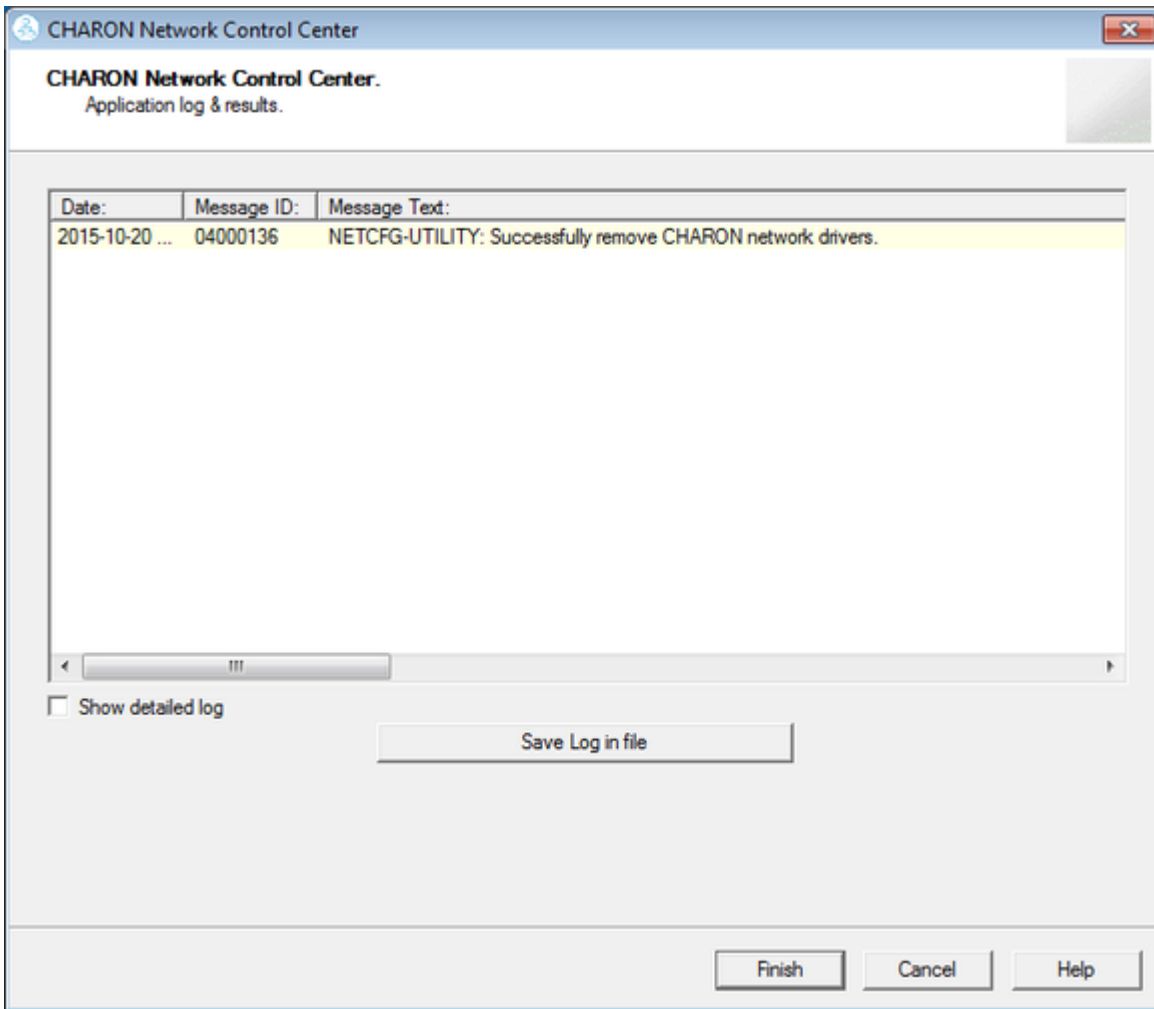 CHARON Network Control Center
CHARON Network Control Center.
Application log & results.
Date: Message ID: Message Text:
2015-10-20 ... 04000136 NETCFG-UTILITY: Successfully remove CHARON network drivers.
Show detailed log
Save Log in file
Finish Cancel Help